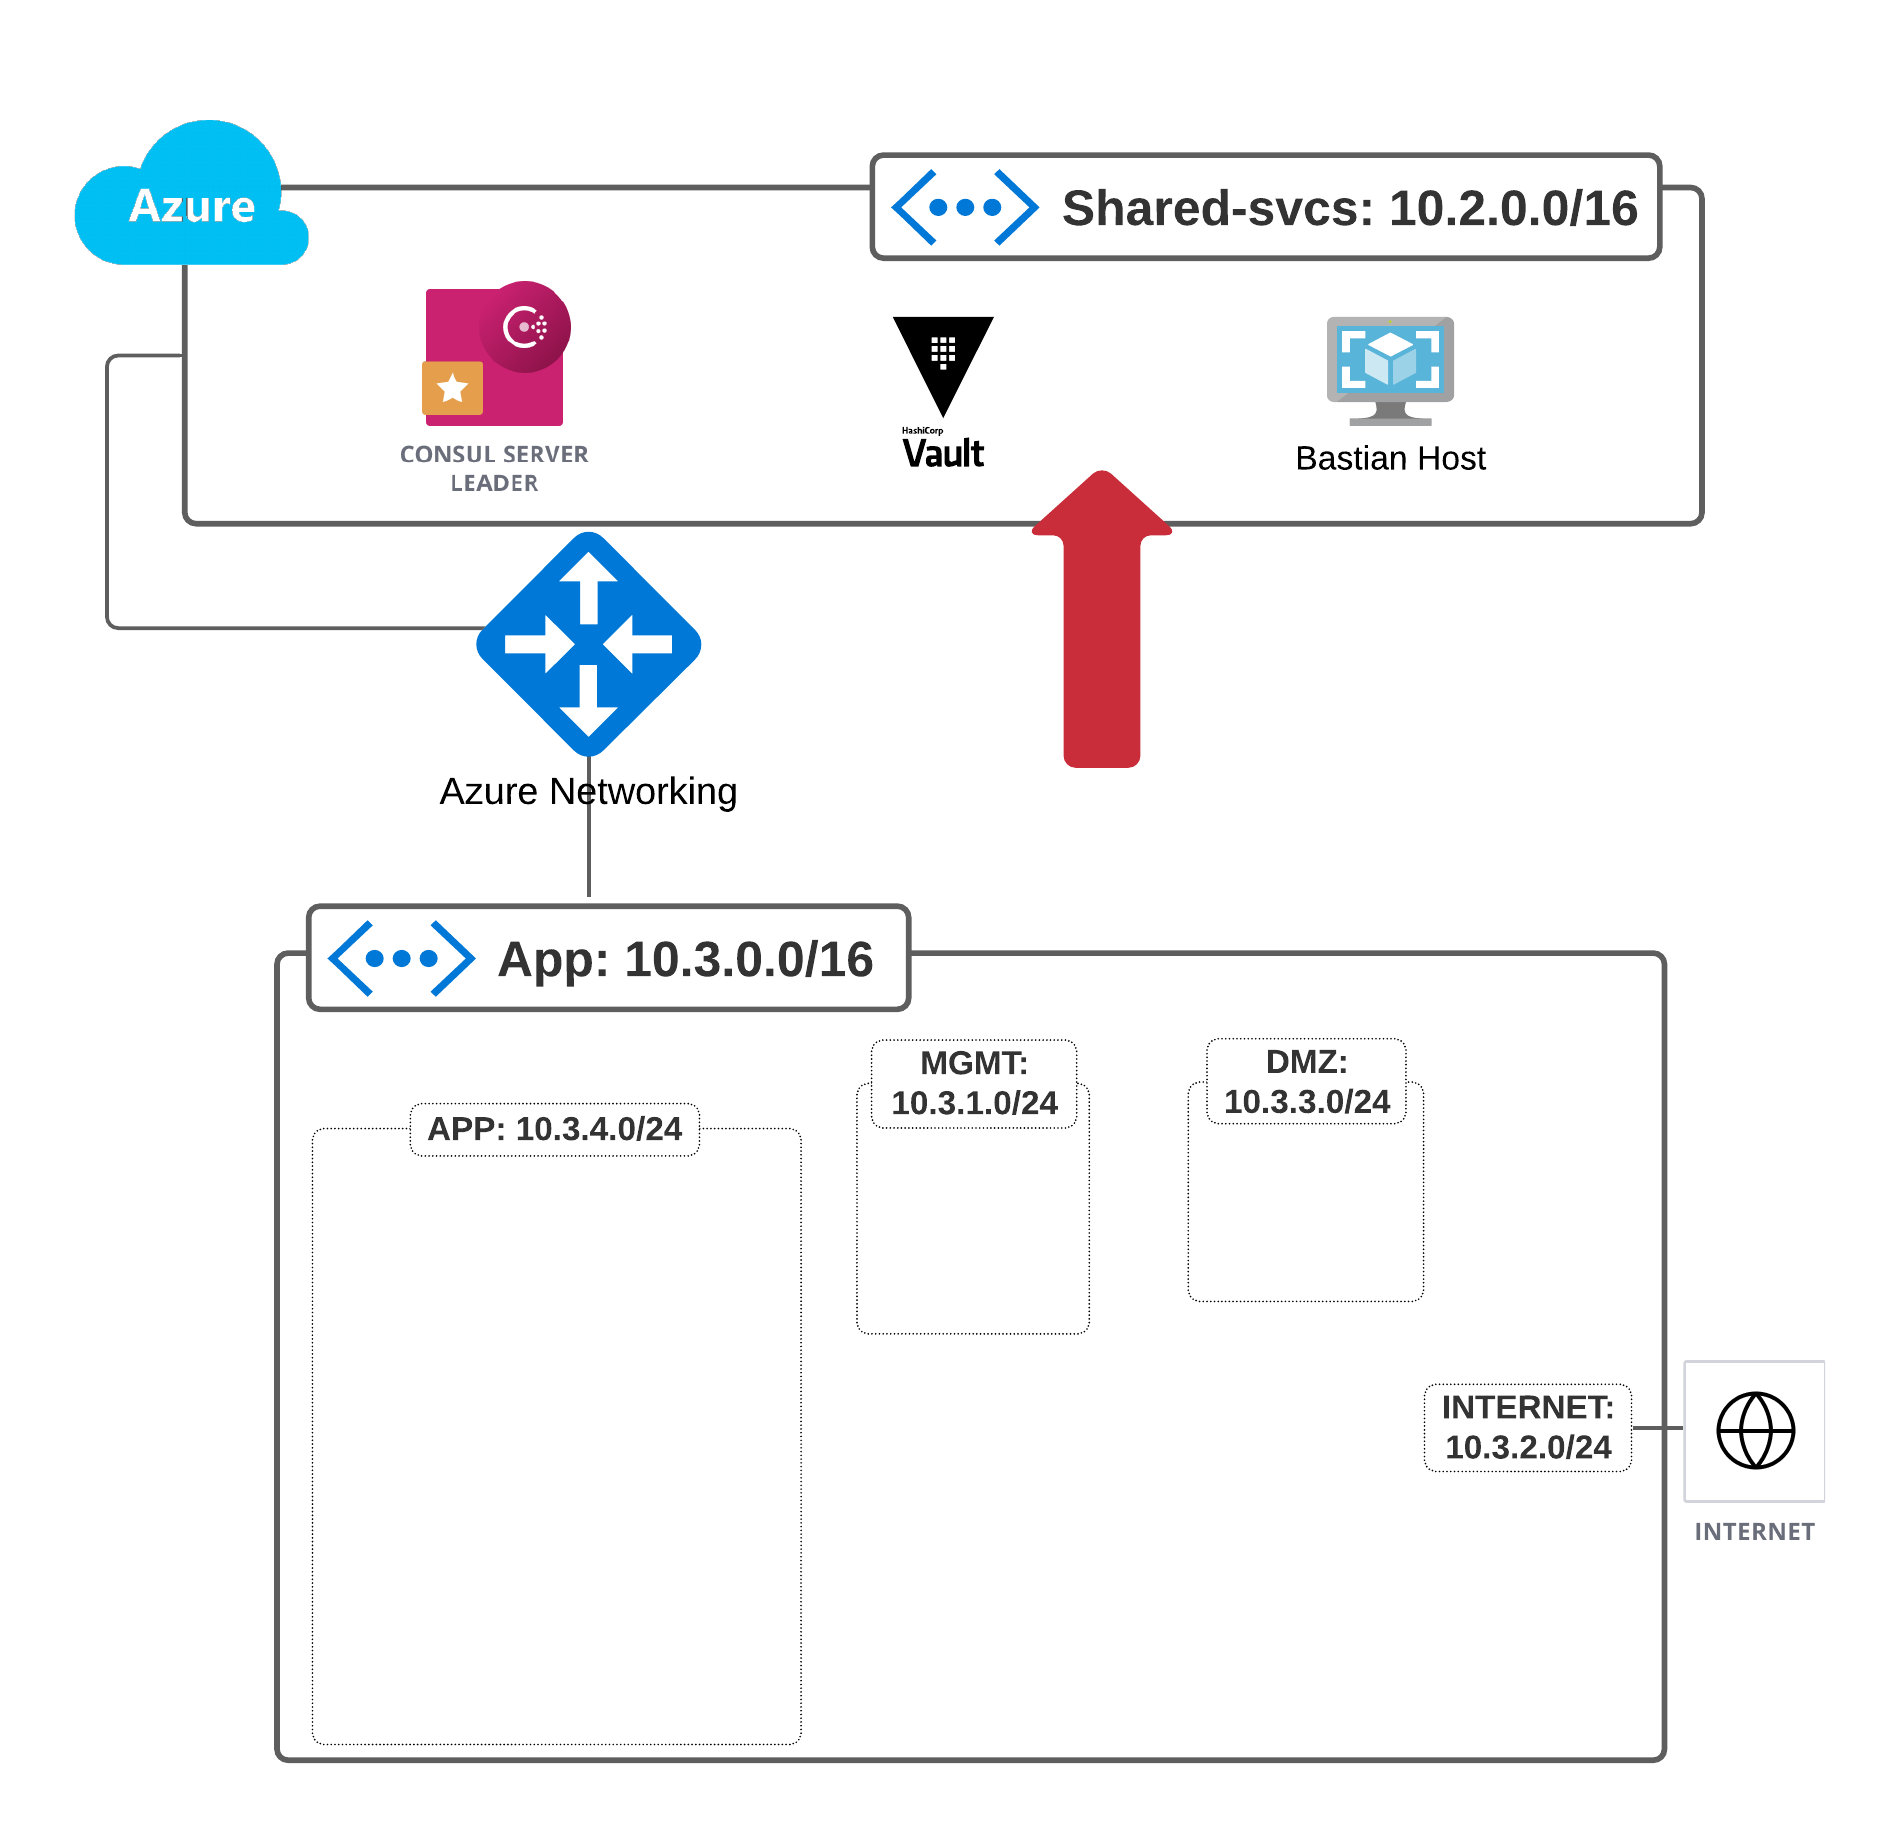 Azure
Shared-svcs: 10.2.0.0/16
CONSUL SERVER
LEADER
HashiCorp
Vault
Bastian Host
Azure Networking
App: 10.3.0.0/16
MGMT:
10.3.1.0/24
DMZ:
10.3.3.0/24
APP: 10.3.4.0/24
INTERNET:
10.3.2.0/24
INTERNET